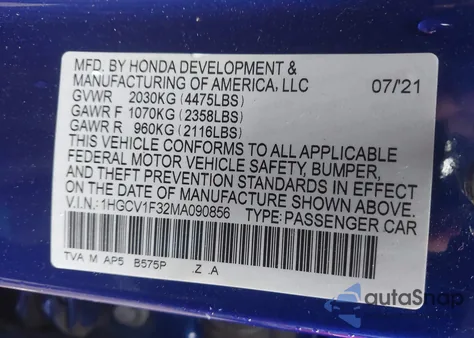 MFD. BY HONDA DEVELOPMENT &
MANUFACTURING OF AMERICA, LLC 07/'21
GVWR 2030KG (4475LBS)
GAWR F 1070KG (2358LBS)
GAWR R 960KG (2116LBS)
THIS VEHICLE CONFORMS TO ALL APPLICABLE
FEDERAL MOTOR VEHICLE SAFETY, BUMPER,
AND THEFT PREVENTION STANDARDS IN EFFECT
ON THE DATE OF MANUFACTURE SHOWN ABOVE.
V.I.N.: 1HGCV1F32MA090856 TYPE: PASSENGER CAR
TVA M AP5 B575P .Z .A
autoSnap